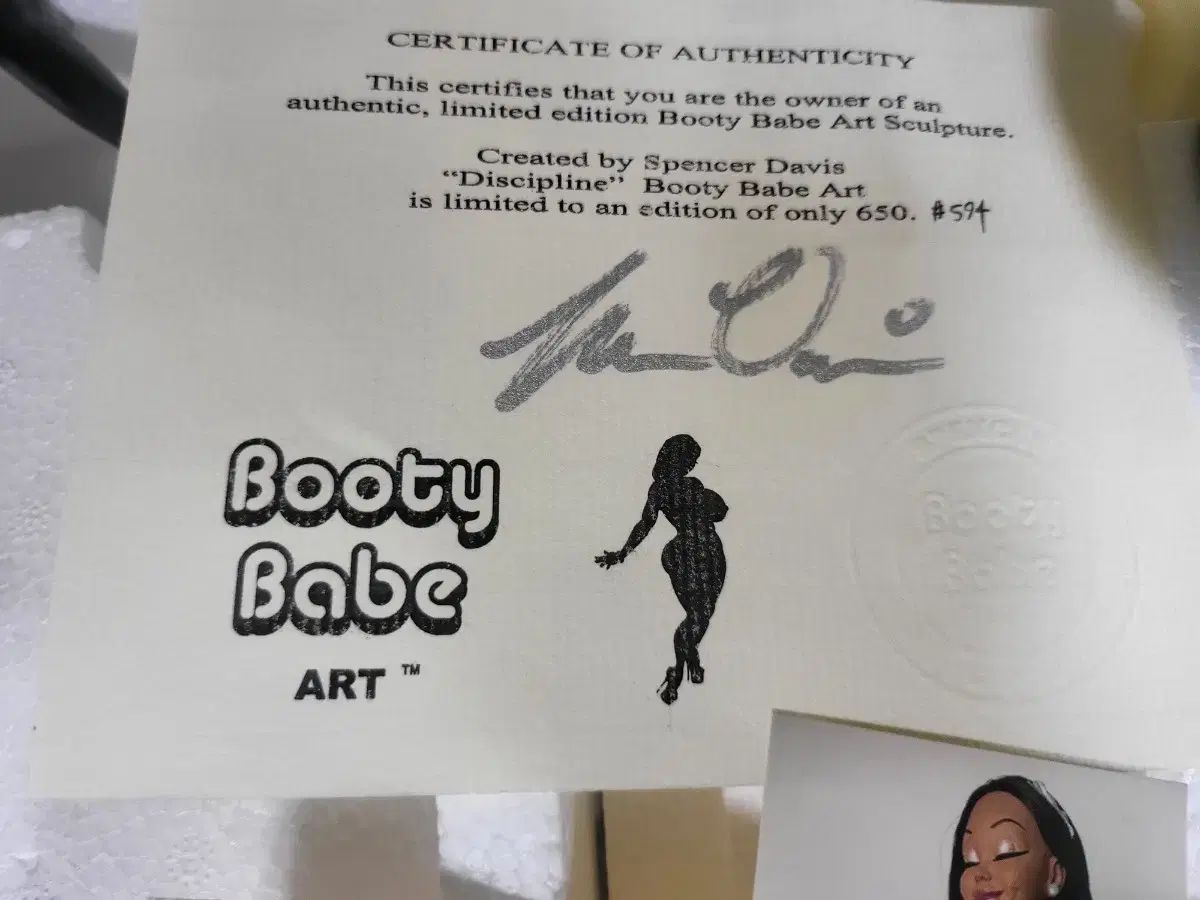 CERTIFICATE OF AUTHENTICITY
This certifies that you are the owner of an
authentic, limited edition Booty Babe Art Sculpture.
Created by Spencer Davis
“Discipline” Booty Babe Art
is limited to an edition of only 650. #594
Booty
Babe
ART ™
Booty
Babe